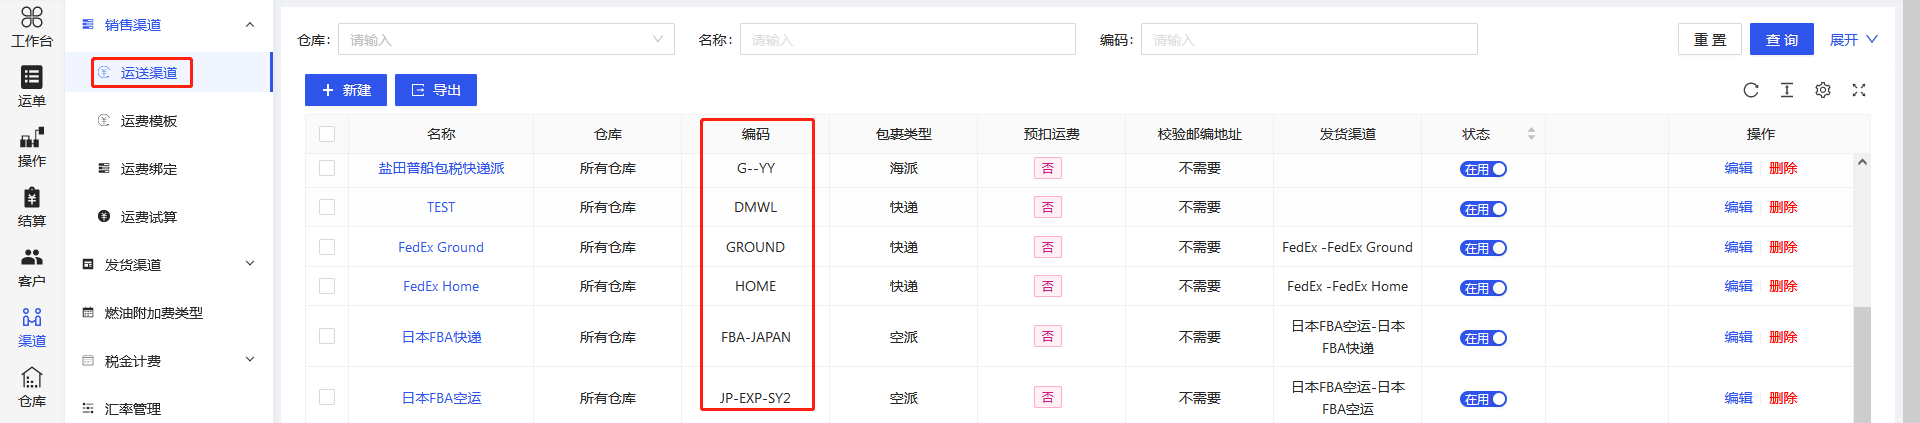 工作台
运单
操作
结算
客户
渠道
仓库
销售渠道
运送渠道
运费模板
运费绑定
运费试算
发货渠道
燃油附加费类型
税金计费
汇率管理
仓库: 请输入 名称: 请输入 编码: 请输入 重置 查询 展开
新建 导出
名称 仓库 编码 包裹类型 预扣运费 校验邮编地址 发货渠道 状态 操作
盐田普船包税快递派 所有仓库 G--YY 海派 否 不需要 在用 编辑 删除
TEST 所有仓库 DMWL 快递 否 不需要 在用 编辑 删除
FedEx Ground 所有仓库 GROUND 快递 否 不需要 FedEx -FedEx Ground 在用 编辑 删除
FedEx Home 所有仓库 HOME 快递 否 不需要 FedEx -FedEx Home 在用 编辑 删除
日本FBA快递 所有仓库 FBA-JAPAN 空派 否 不需要 日本FBA空运-日本 在用 编辑 删除
FBA快递
日本FBA空运 所有仓库 JP-EXP-SY2 空派 否 不需要 日本FBA空运-日本 在用 编辑 删除
FBA空运